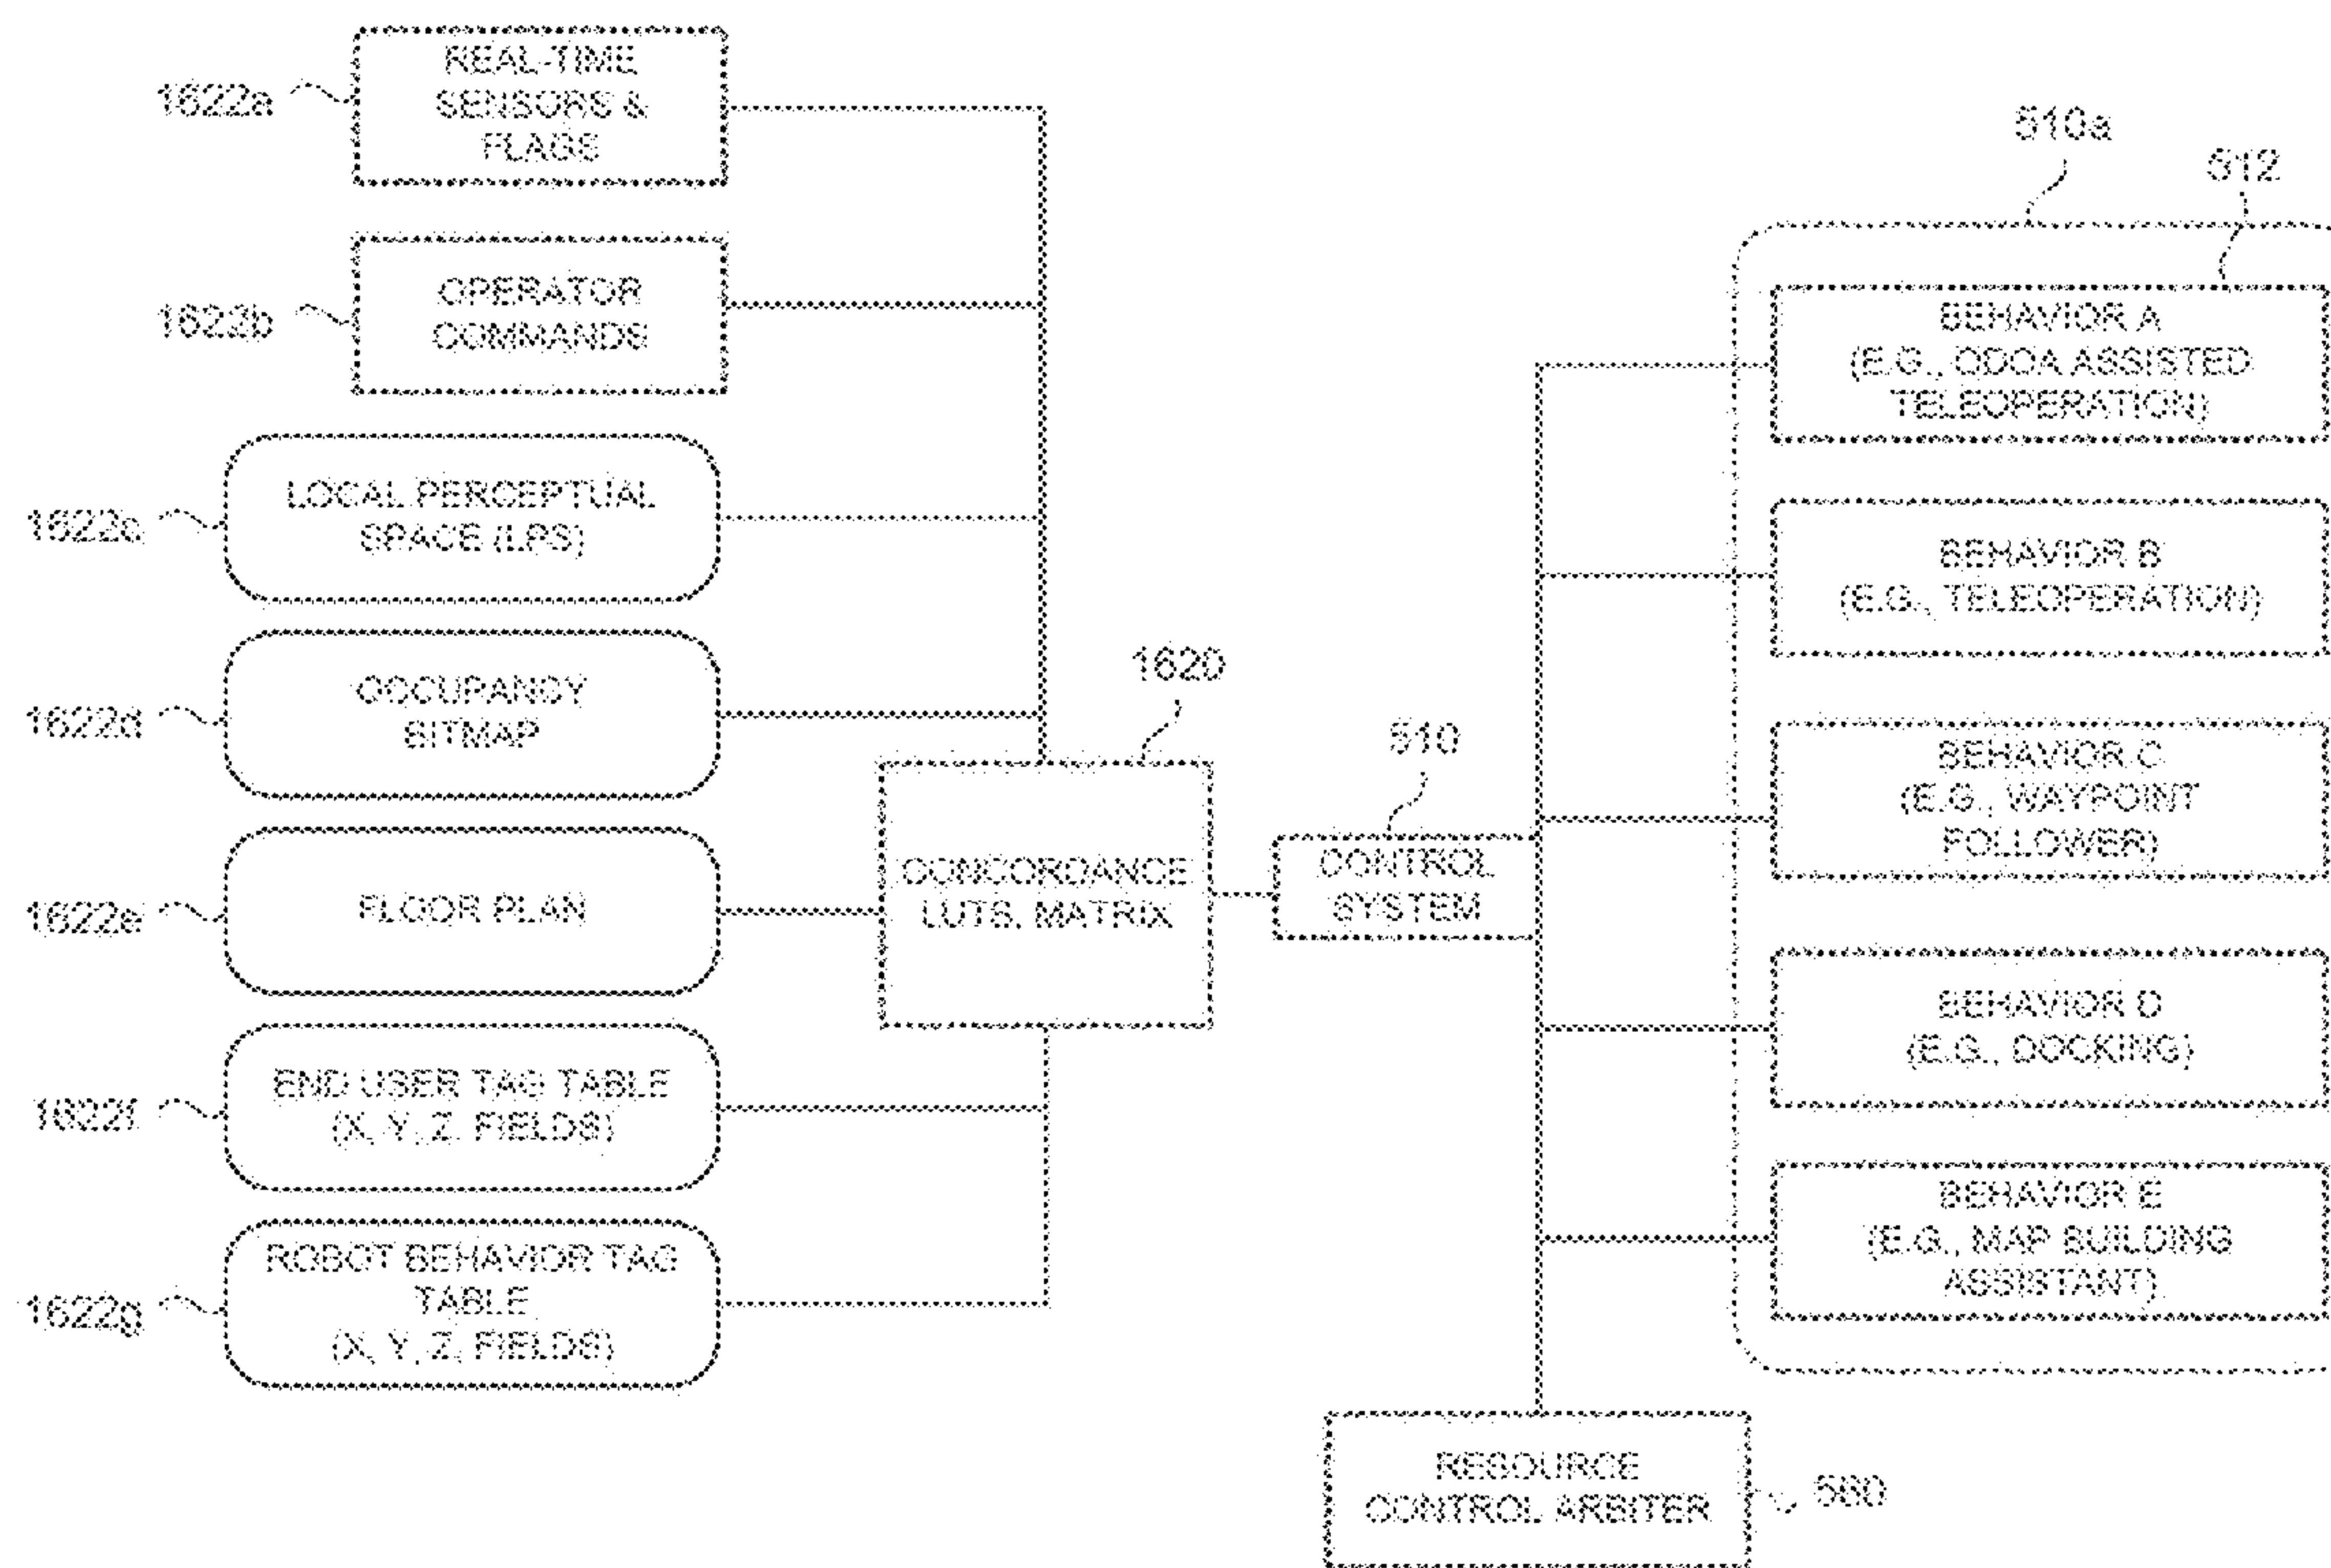 1622a
REAL-TIME
SENSORS &
FLAGS
1622b
OPERATOR
COMMANDS
1622c
LOCAL PERCEPTUAL
SPACE (LPS)
1622d
OCCUPANCY
BITMAP
1622e
FLOOR PLAN
1622f
END USER TAG TABLE
(X, Y, Z, FIELDS)
1622g
ROBOT BEHAVIOR TAG
TABLE
(X, Y, Z, FIELDS)
1620
CONCORDANCE
LUTS, MATRIX
510
CONTROL
SYSTEM
510a
512
BEHAVIOR A
(E.G., ODOA ASSISTED
TELEOPERATION)
BEHAVIOR B
(E.G., TELEOPERATION)
BEHAVIOR C
(E.G., WAYPOINT
FOLLOWER)
BEHAVIOR D
(E.G., DOCKING)
BEHAVIOR E
(E.G., MAP BUILDING
ASSISTANT)
RESOURCE
CONTROL ARBITER